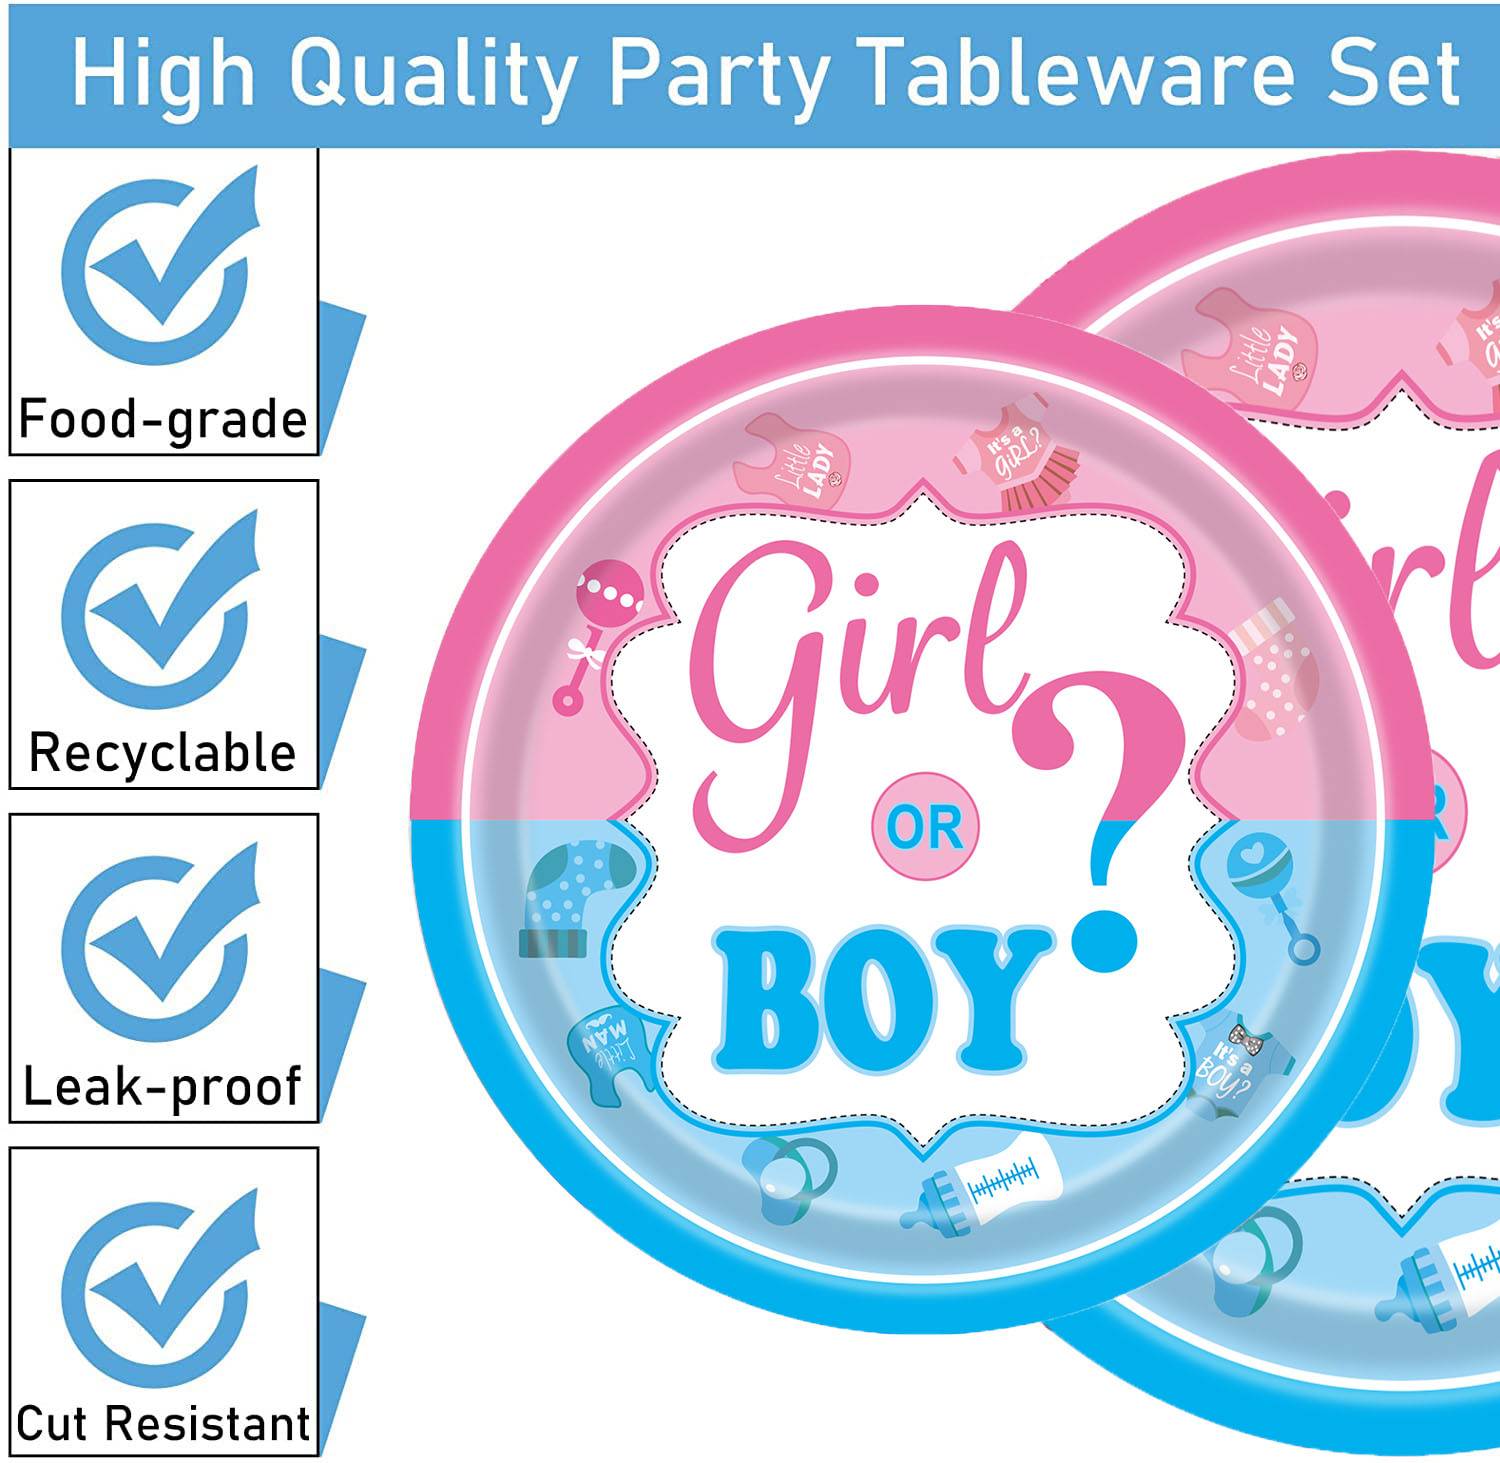 High Quality Party Tableware Set
Food-grade
Recyclable
Leak-proof
Cut Resistant
Little
LADY
It's a
GiRL?
Girl
OR
BOY
?
Little
MAN
It's a
BOY?
Little
LADY
It's